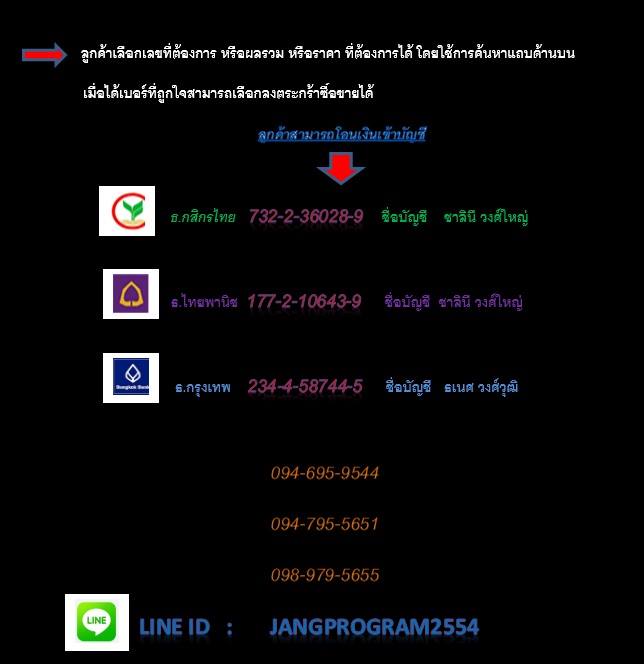 ลูกค้าเลือกเลขที่ต้องการ หรือผลรวม หรือราคา ที่ต้องการได้ โดยใช้การค้นหาแถบด้านบน
เมื่อได้เบอร์ที่ถูกใจสามารถเลือกลงตระกร้าซื้อขายได้
ลูกค้าสามารถโอนเงินเข้าบัญชี
ธ.กสิกรไทย 732-2-36028-9 ชื่อบัญชี ชาลินี วงศ์ใหญ่
ธ.ไทยพานิช 177-2-10643-9 ชื่อบัญชี ชาลินี วงศ์ใหญ่
Bangkok Bank ธ.กรุงเทพ 234-4-58744-5 ชื่อบัญชี ธเนศ วงศ์วุฒิ
094-695-9544
094-795-5651
098-979-5655
LINE LINE ID : JANGPROGRAM2554